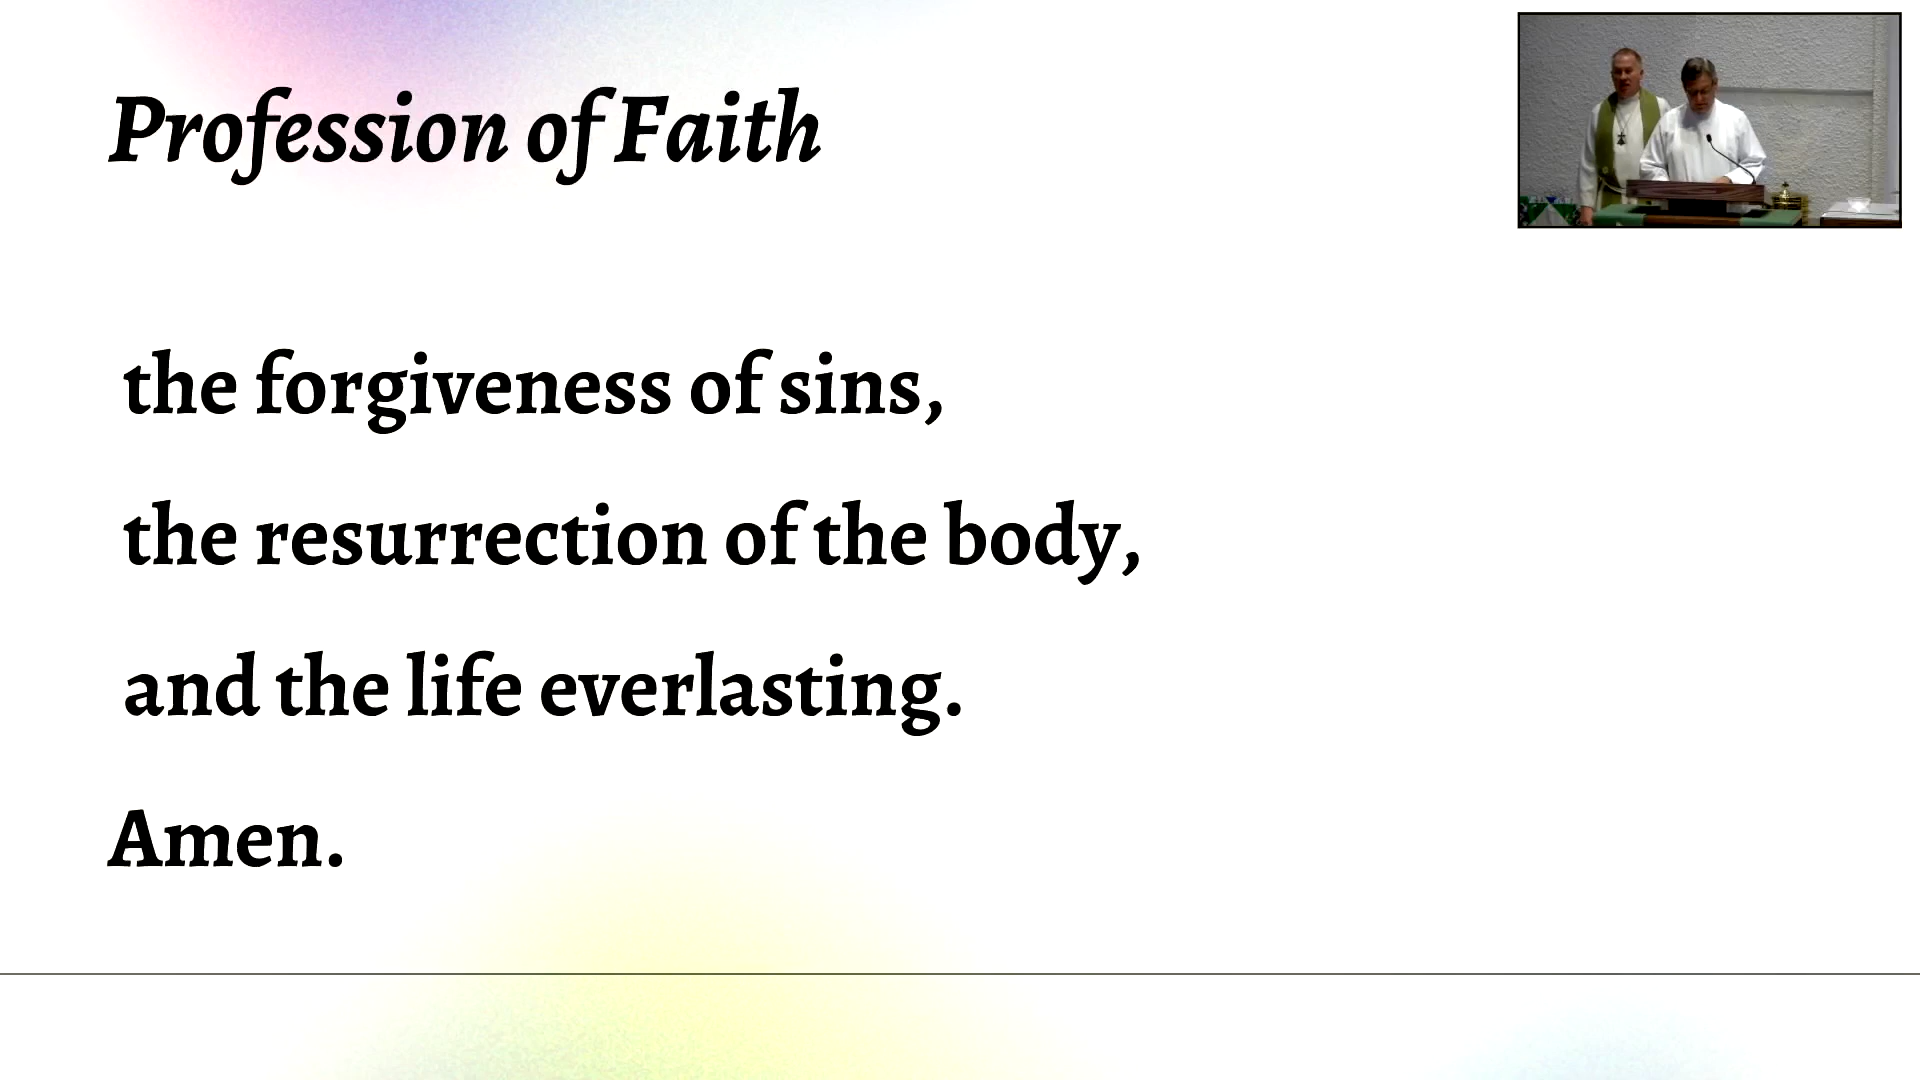 Profession of Faith
the forgiveness of sins,
the resurrection of the body,
and the life everlasting.
Amen.